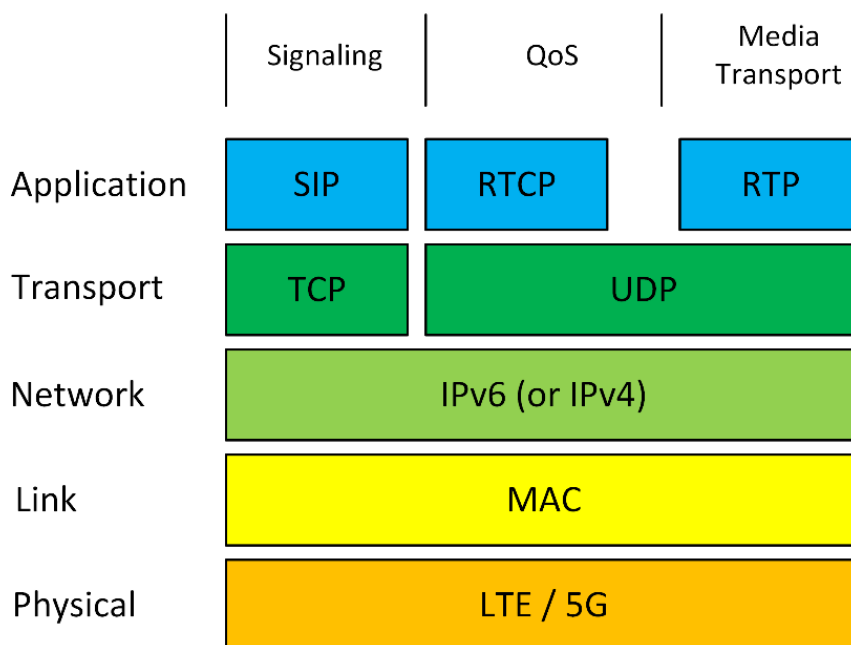 Signaling
QoS
Media
Transport
Application
SIP
RTCP
RTP
Transport
TCP
UDP
Network
IPv6 (or IPv4)
Link
MAC
Physical
LTE / 5G